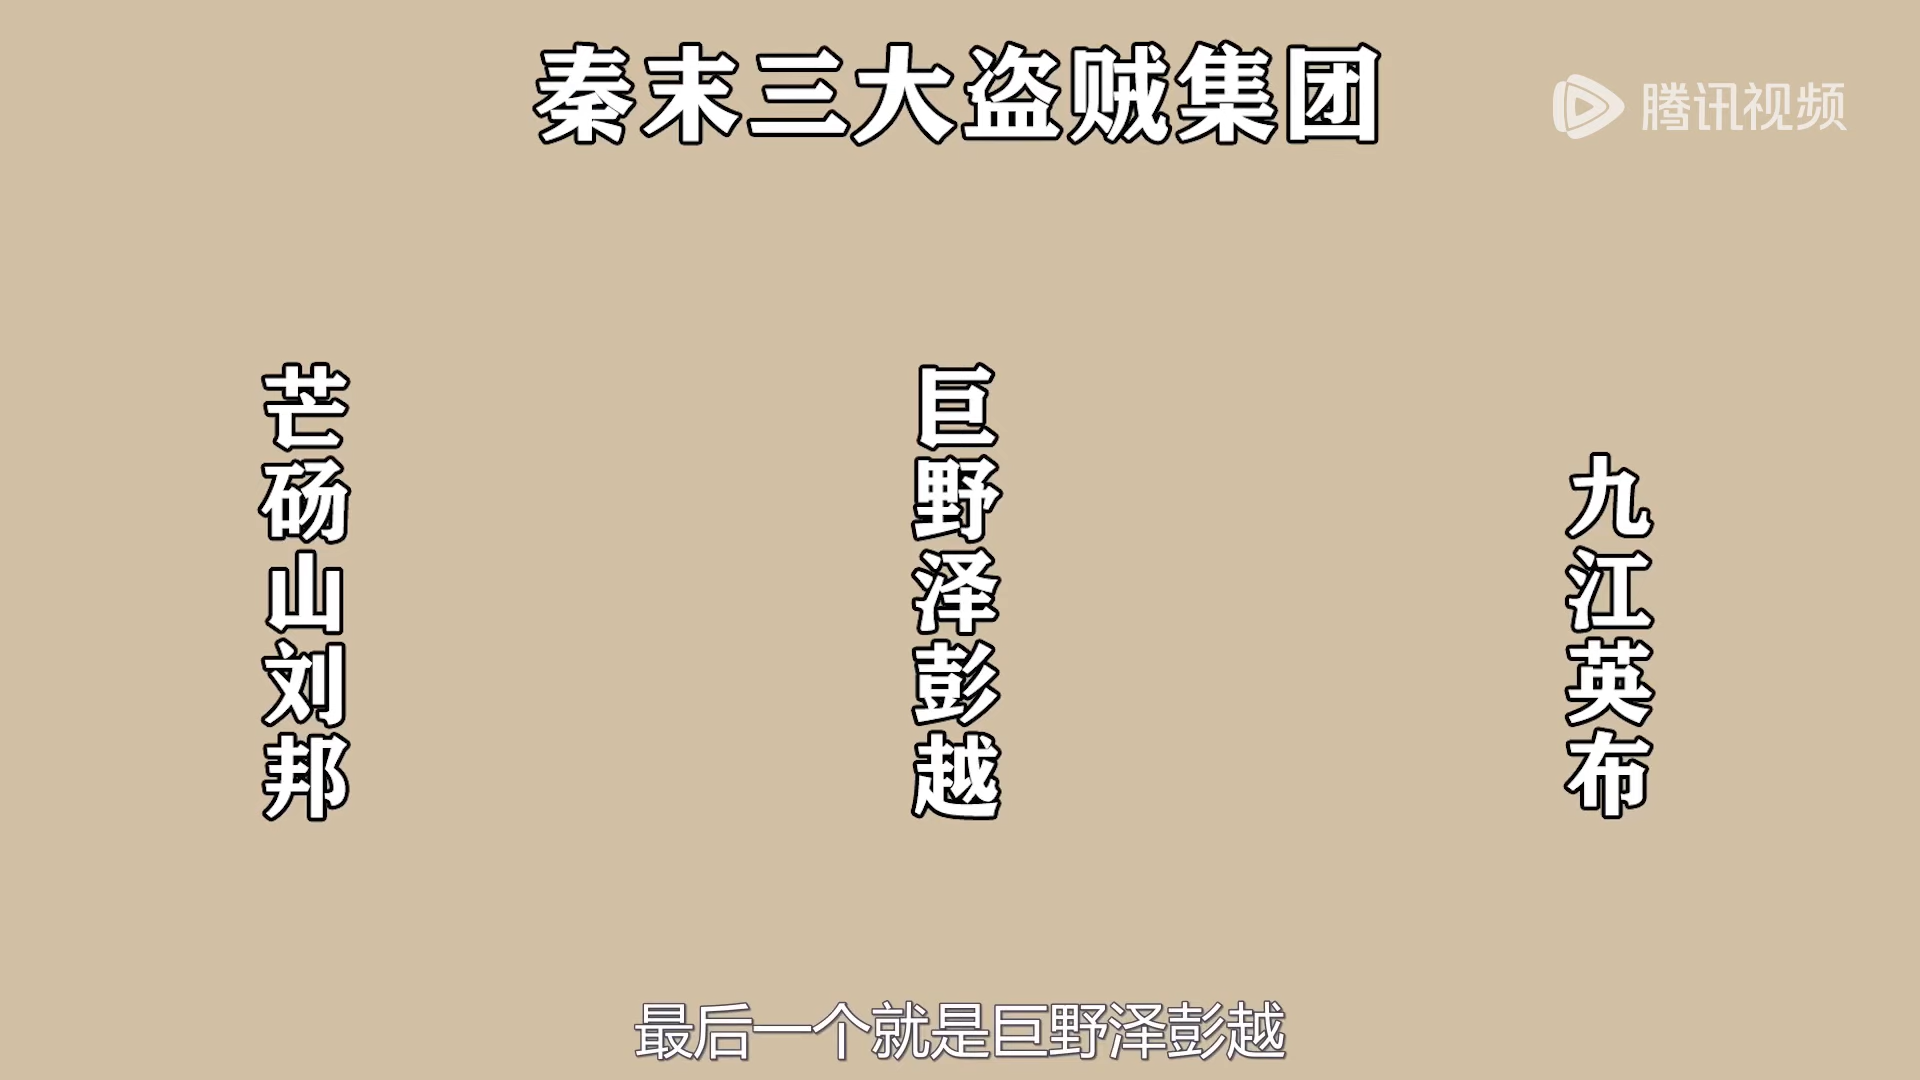 秦末三大盗贼集团
腾讯视频
芒砀山刘邦
巨野泽彭越
九江英布
最后一个就是巨野泽彭越